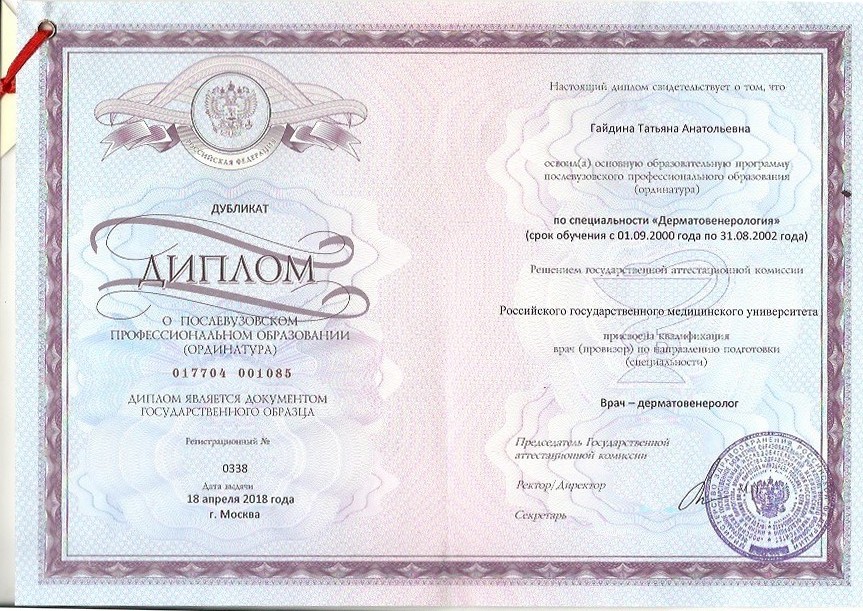 РОССИЙСКАЯ ФЕДЕРАЦИЯ
ДУБЛИКАТ
ДИПЛОМ
О ПОСЛЕВУЗОВСКОМ
ПРОФЕССИОНАЛЬНОМ ОБРАЗОВАНИИ
(ОРДИНАТУРА)
017704 001085
ДИПЛОМ ЯВЛЯЕТСЯ ДОКУМЕНТОМ
ГОСУДАРСТВЕННОГО ОБРАЗЦА
Регистрационный №
0338
Дата выдачи
18 апреля 2018 года
г. Москва
Настоящий диплом свидетельствует о том, что
Гайдина Татьяна Анатольевна
освоил(а) основную образовательную программу
послевузовского профессионального образования
(ординатура)
по специальности «Дерматовенерология»
(срок обучения с 01.09.2000 года по 31.08.2002 года)
Решением государственной аттестационной комиссии
Российского государственного медицинского университета
присвоена квалификация
врач (провизор) по направлению подготовки
(специальности)
Врач – дерматовенеролог
Председатель Государственной
аттестационной комиссии
Ректор/Директор
Секретарь